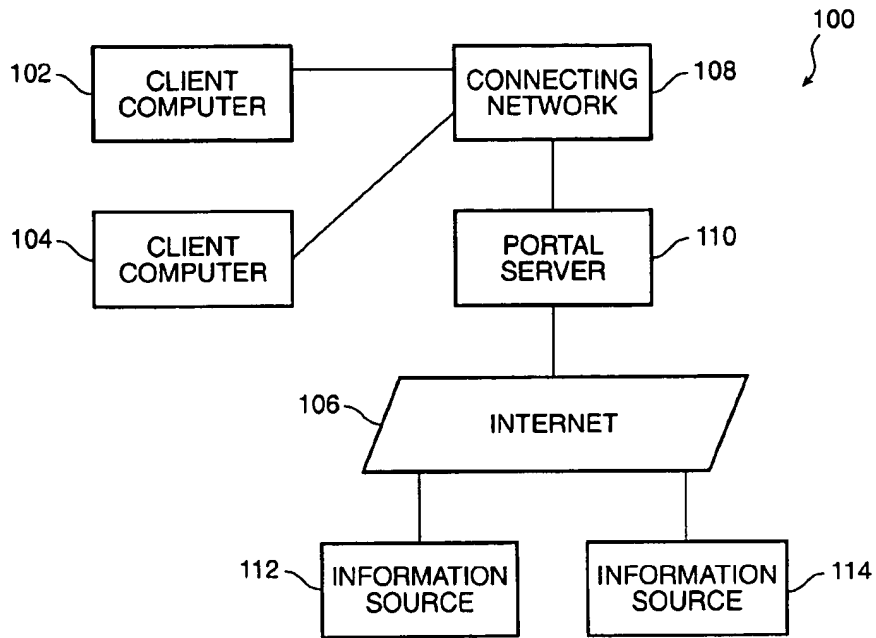 100
102
CLIENT
COMPUTER
CONNECTING
NETWORK
108
104
CLIENT
COMPUTER
PORTAL
SERVER
110
106
INTERNET
112
INFORMATION
SOURCE
INFORMATION
SOURCE
114